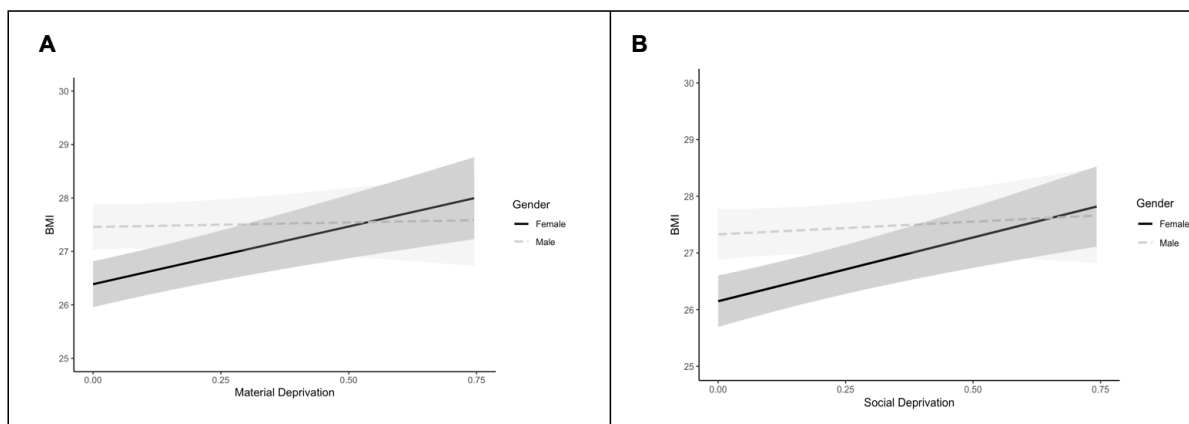 A
30
29
28
27
26
25
BMI
0.00 0.25 0.50 0.75
Material Deprivation
Gender
Female
Male
B
30
29
28
27
26
25
BMI
0.00 0.25 0.50 0.75
Social Deprivation
Gender
Female
Male